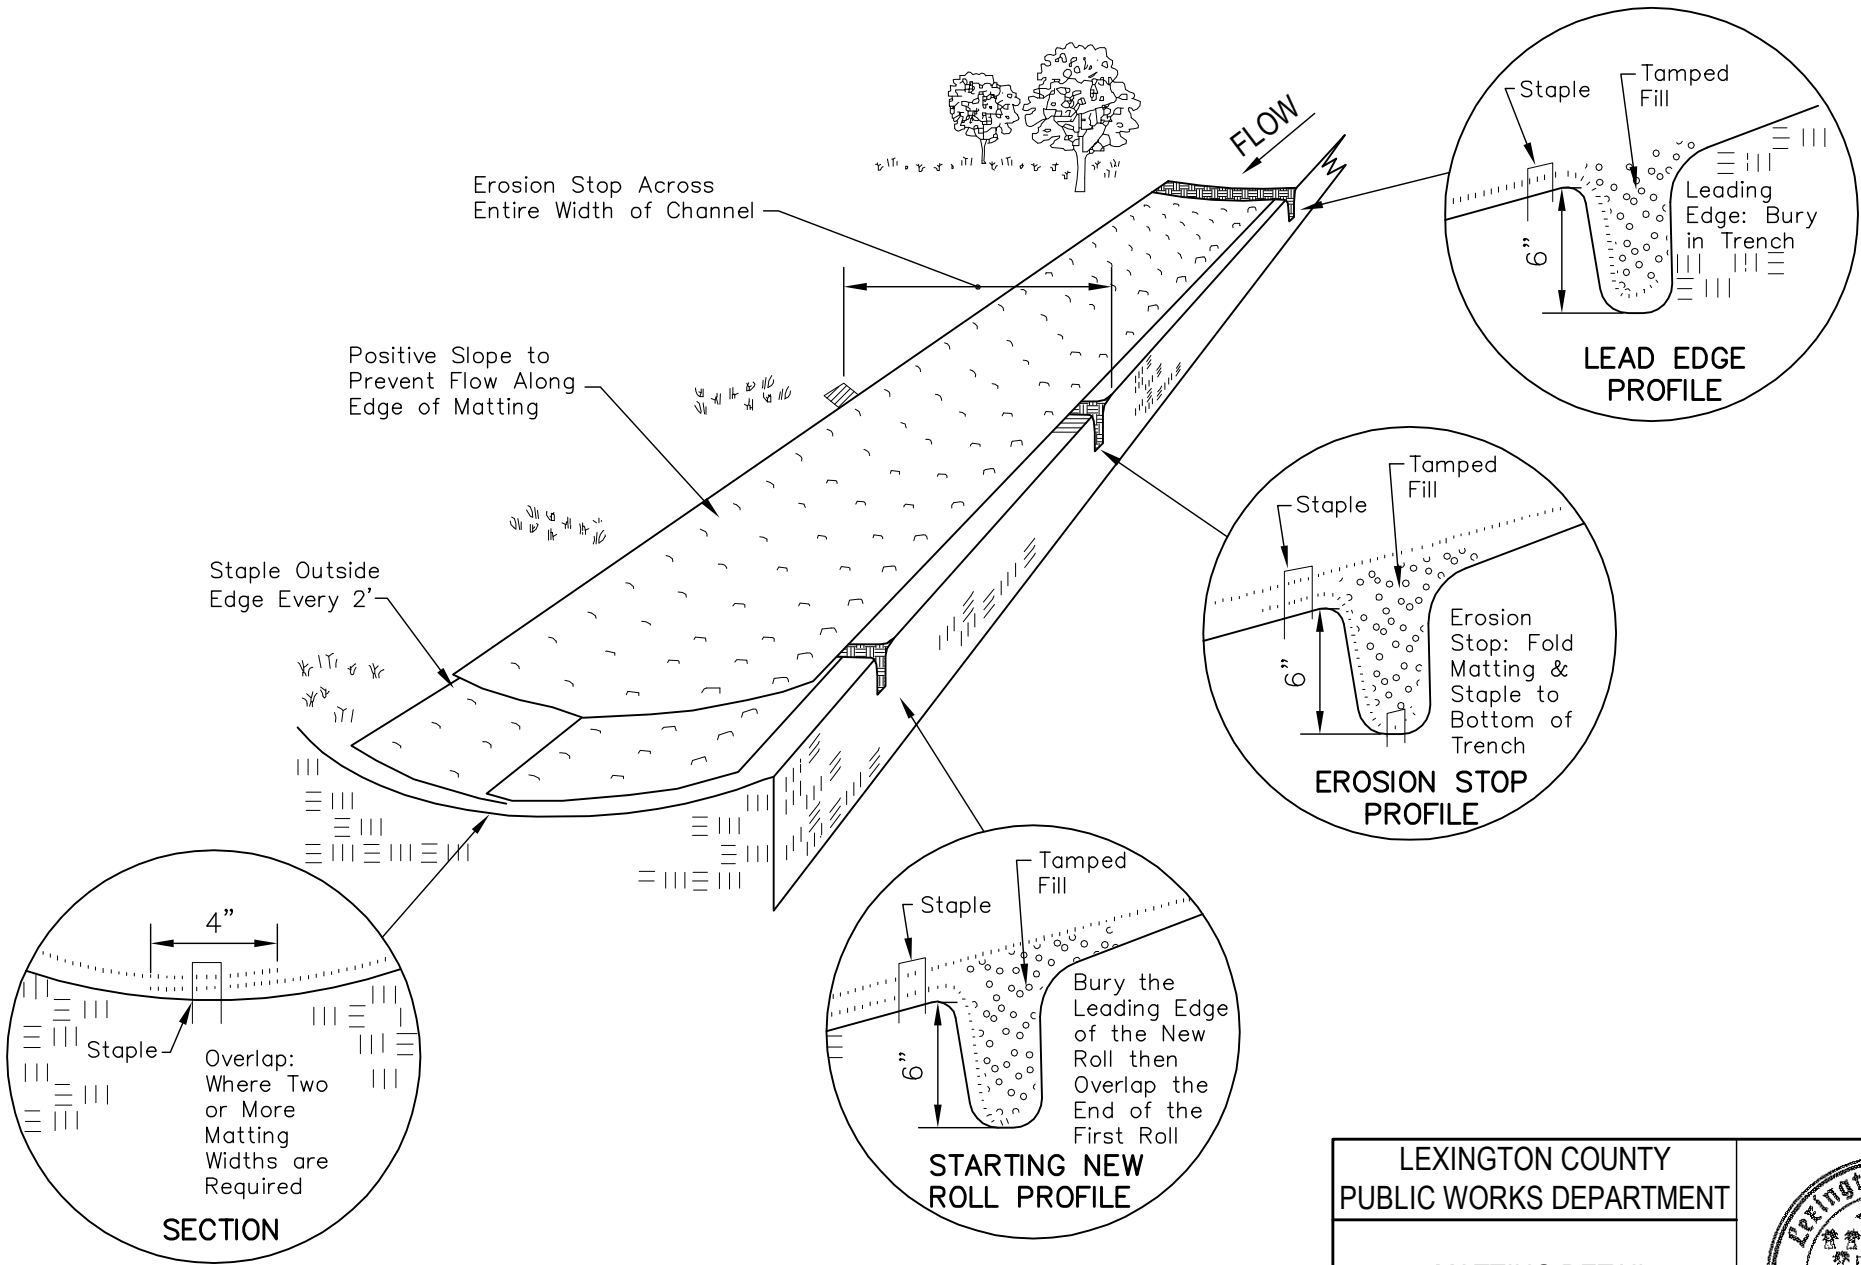 FLOW
Erosion Stop Across
Entire Width of Channel
Positive Slope to
Prevent Flow Along
Edge of Matting
Staple Outside
Edge Every 2'
Staple
Tamped
Fill
Leading
Edge: Bury
in Trench
6"
LEAD EDGE
PROFILE
Tamped
Fill
Staple
Erosion
Stop: Fold
Matting &
Staple to
Bottom of
Trench
6"
EROSION STOP
PROFILE
Tamped
Fill
Staple
Bury the
Leading Edge
of the New
Roll then
Overlap the
End of the
First Roll
6"
STARTING NEW
ROLL PROFILE
4"
Staple
Overlap:
Where Two
or More
Matting
Widths are
Required
SECTION
LEXINGTON COUNTY
PUBLIC WORKS DEPARTMENT